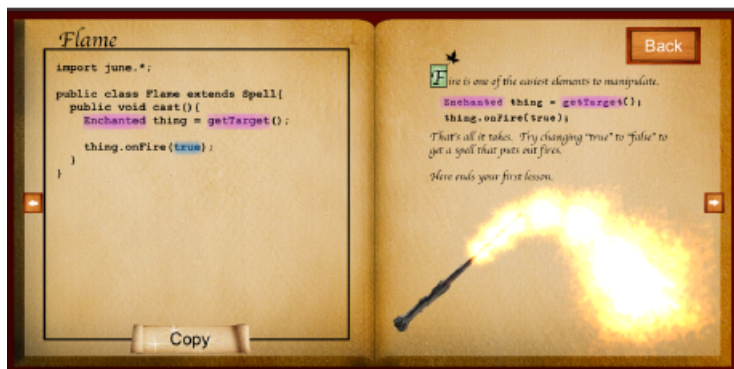 Flame
import june.*;
public class Flame extends Spell{
public void cast(){
Enchanted thing = getTarget();
thing.onFire(true);
}
}
Copy
Back
Fire is one of the easiest elements to manipulate.
Enchanted thing = getTarget();
thing.onFire(true);
That's all it takes. Try changing "true" to "false" to
get a spell that puts out fires.
Here ends your first lesson.